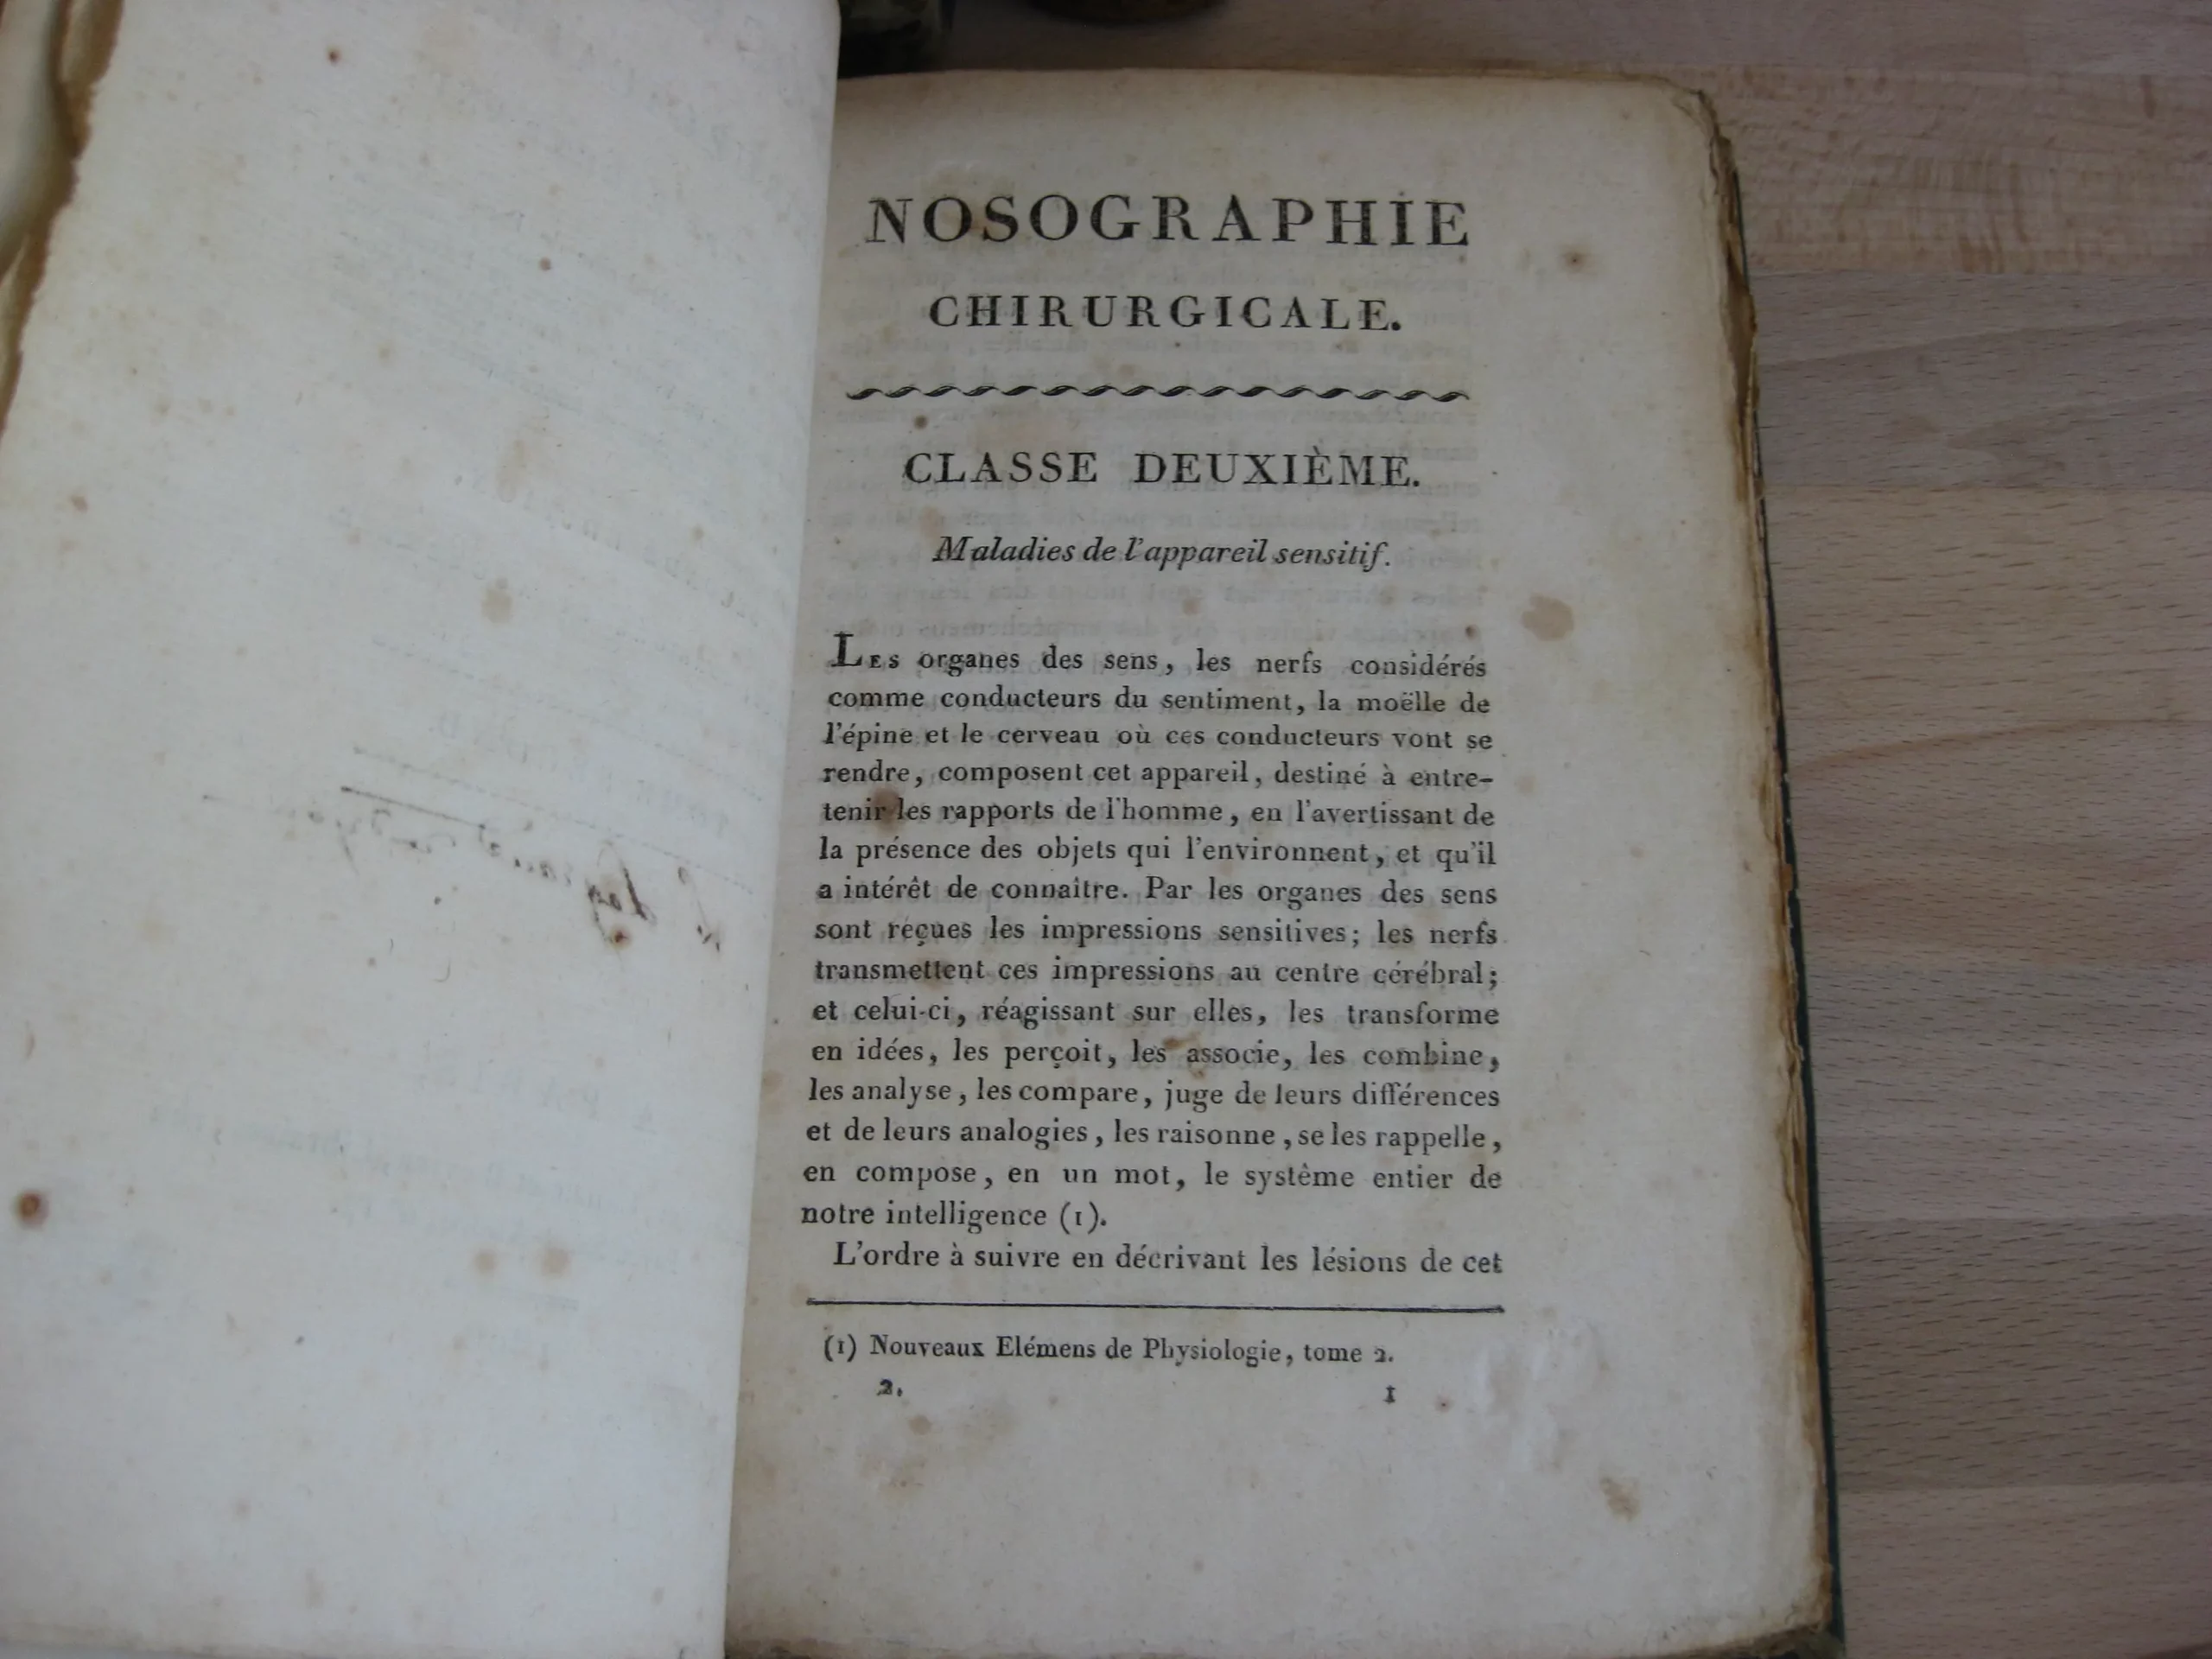 NOSOGRAPHIE
CHIRURGICALE.
CLASSE DEUXIÈME.
Maladies de l'appareil sensitif.
LES organes des sens, les nerfs considérés
comme conducteurs du sentiment, la moëlle de
l'épine et le cerveau où ces conducteurs vont se
rendre, composent cet appareil, destiné à entre-
tenir les rapports de l'homme, en l'avertissant de
la présence des objets qui l'environnent, et qu'il
a intérêt de connaître. Par les organes des sens
sont reçues les impressions sensitives; les nerfs
transmettent ces impressions au centre cérébral;
et celui-ci, réagissant sur elles, les transforme
en idées, les perçoit, les associe, les combine,
les analyse, les compare, juge de leurs différences
et de leurs analogies, les raisonne, se les rappelle,
en compose, en un mot, le système entier de
notre intelligence (1).
L'ordre à suivre en décrivant les lésions de cet
(1) Nouveaux Elémens de Physiologie, tome 2.
2. 1